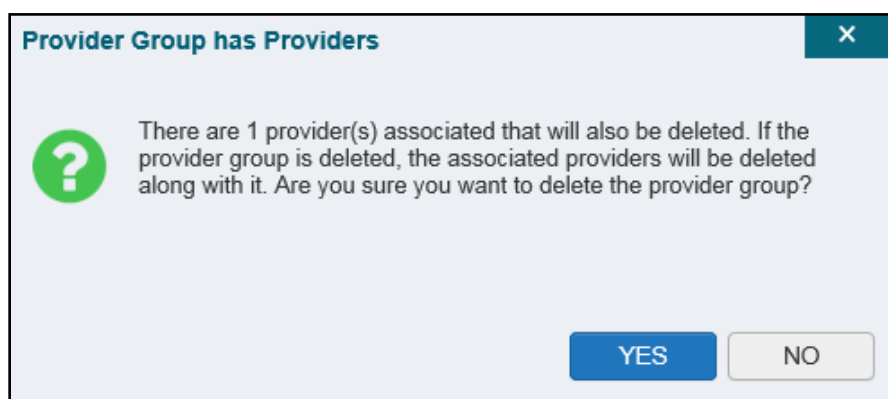 Provider Group has Providers
×
There are 1 provider(s) associated that will also be deleted. If the
provider group is deleted, the associated providers will be deleted
along with it. Are you sure you want to delete the provider group?
?
YES NO